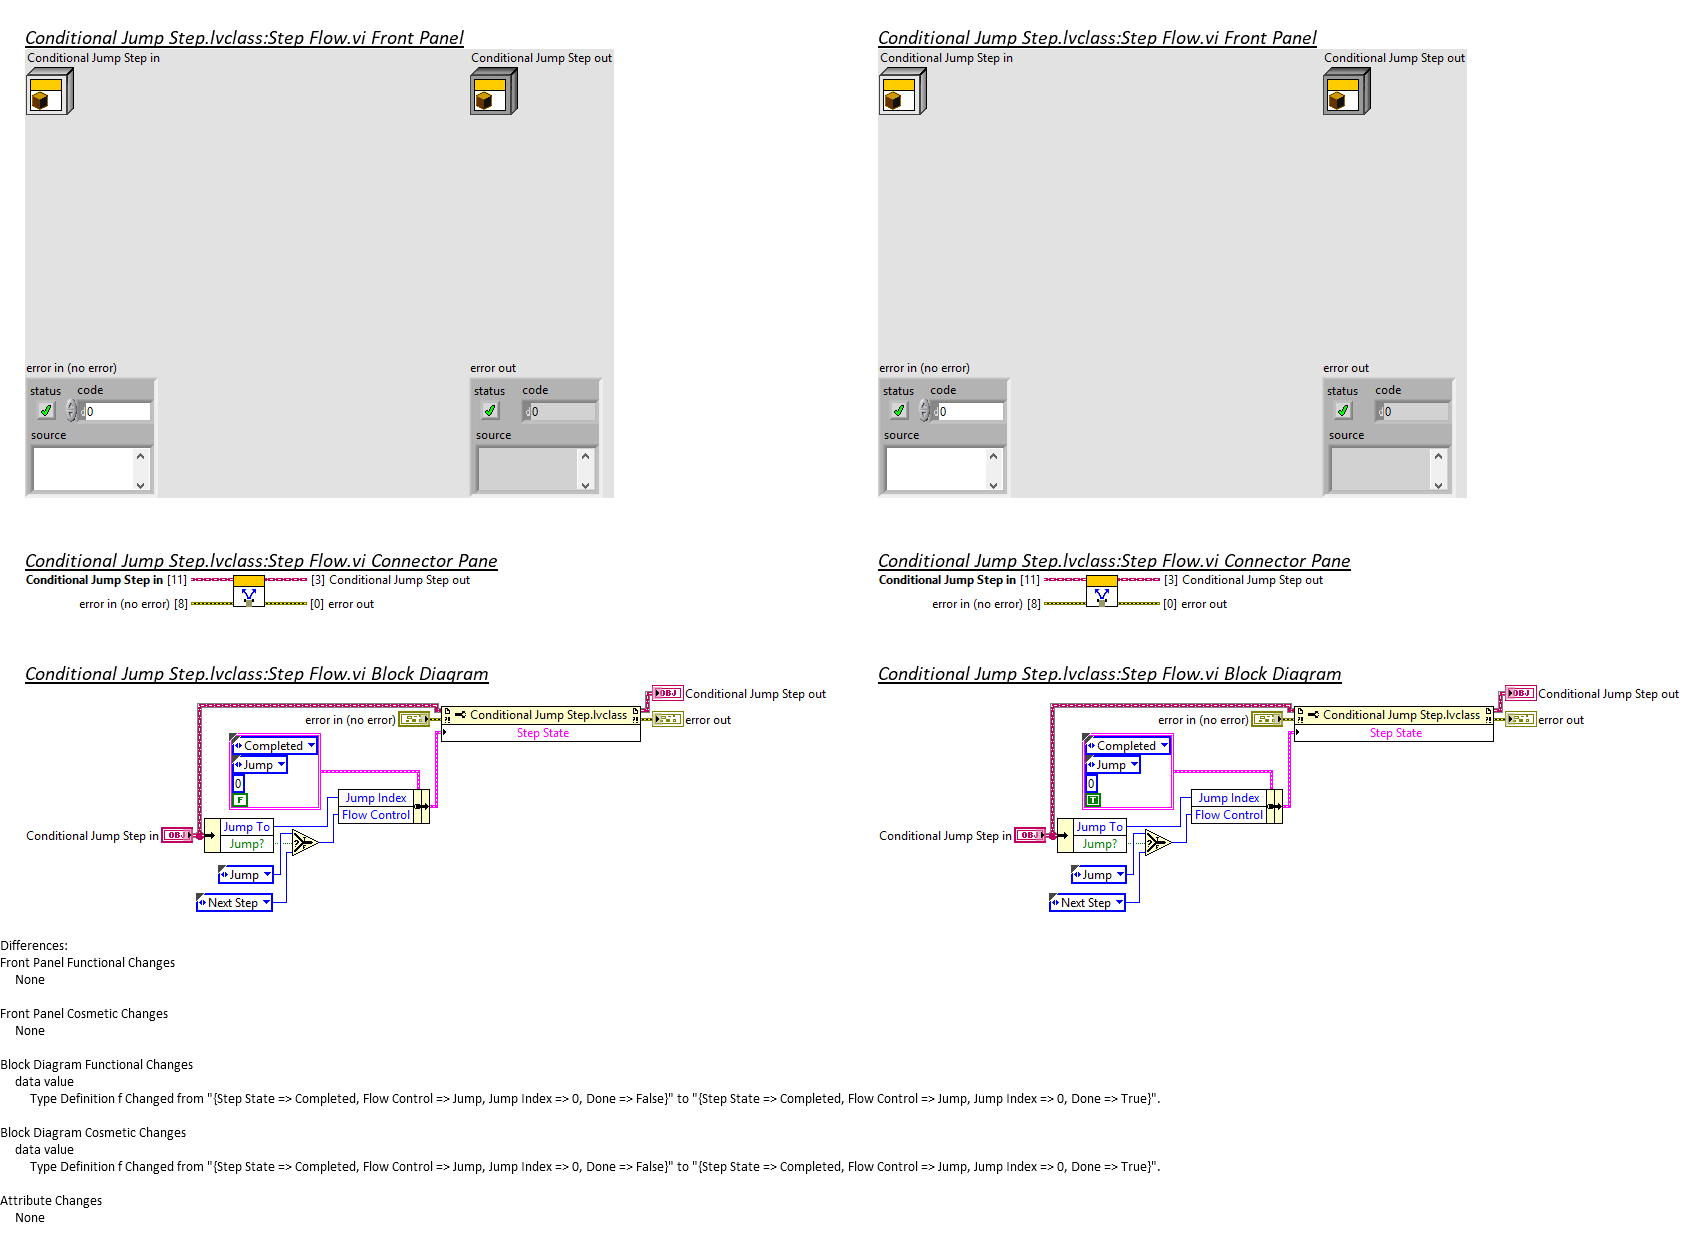 Conditional Jump Step.lvclass:Step Flow.vi Front Panel
Conditional Jump Step in
Conditional Jump Step out
error in (no error)
status code
d 0
source
error out
status code
d 0
source
Conditional Jump Step.lvclass:Step Flow.vi Connector Pane
Conditional Jump Step in [11] [3] Conditional Jump Step out
error in (no error) [8] [0] error out
Conditional Jump Step.lvclass:Step Flow.vi Block Diagram
OBJ Conditional Jump Step out
error in (no error) Conditional Jump Step.lvclass error out
Step State
Completed
Jump
0
F
Jump Index
Flow Control
Conditional Jump Step in OBJ
Jump To
Jump?
Jump
Next Step
Conditional Jump Step.lvclass:Step Flow.vi Front Panel
Conditional Jump Step in
Conditional Jump Step out
error in (no error)
status code
d 0
source
error out
status code
d 0
source
Conditional Jump Step.lvclass:Step Flow.vi Connector Pane
Conditional Jump Step in [11] [3] Conditional Jump Step out
error in (no error) [8] [0] error out
Conditional Jump Step.lvclass:Step Flow.vi Block Diagram
OBJ Conditional Jump Step out
error in (no error) Conditional Jump Step.lvclass error out
Step State
Completed
Jump
0
T
Jump Index
Flow Control
Conditional Jump Step in OBJ
Jump To
Jump?
Jump
Next Step
Differences:
Front Panel Functional Changes
None
Front Panel Cosmetic Changes
None
Block Diagram Functional Changes
data value
Type Definition f Changed from "{Step State => Completed, Flow Control => Jump, Jump Index => 0, Done => False}" to "{Step State => Completed, Flow Control => Jump, Jump Index => 0, Done => True}".
Block Diagram Cosmetic Changes
data value
Type Definition f Changed from "{Step State => Completed, Flow Control => Jump, Jump Index => 0, Done => False}" to "{Step State => Completed, Flow Control => Jump, Jump Index => 0, Done => True}".
Attribute Changes
None